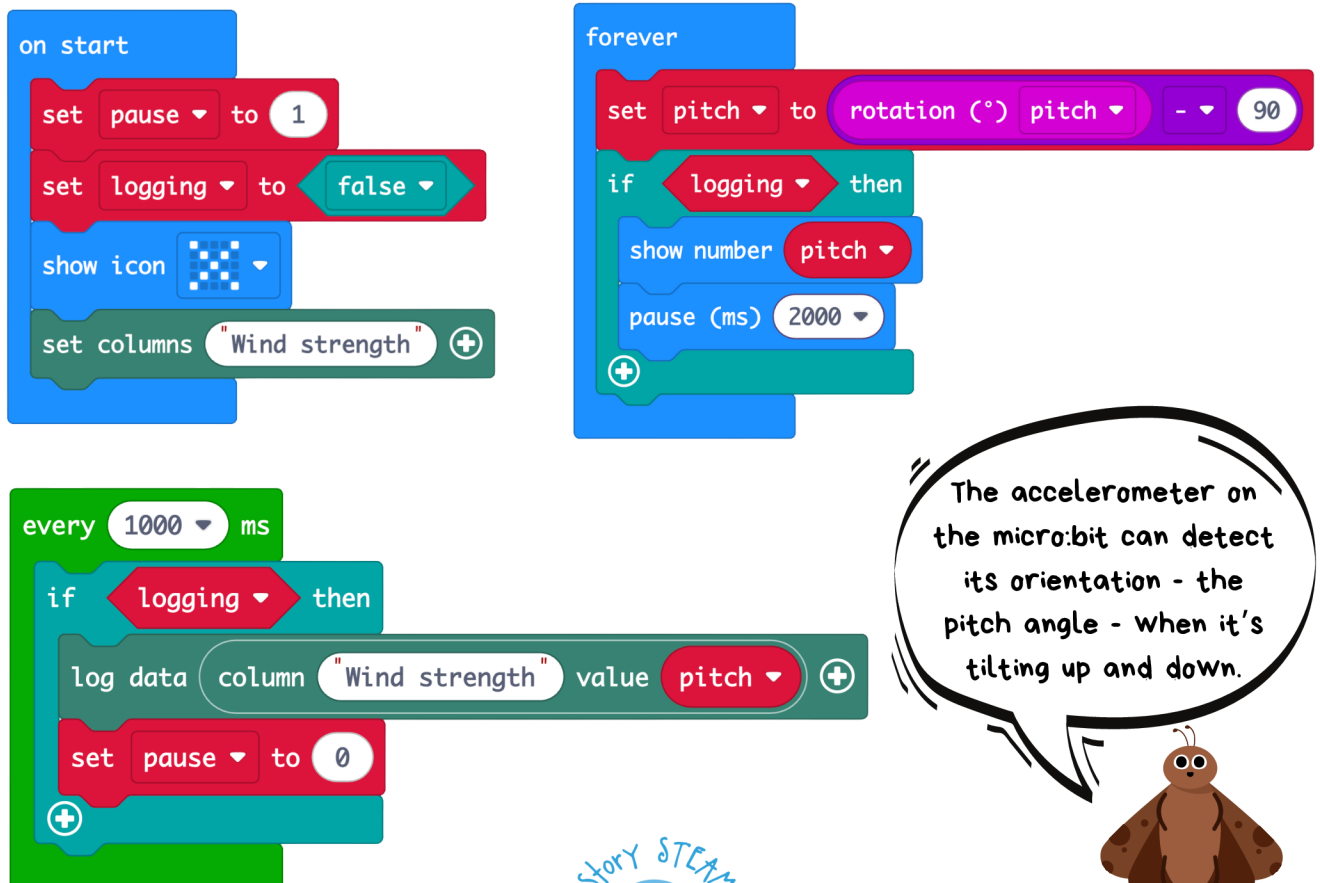 on start
set pause to 1
set logging to false
show icon
set columns "Wind strength"
forever
set pitch to rotation (°) pitch - 90
if logging then
show number pitch
pause (ms) 2000
every 1000 ms
if logging then
log data column "Wind strength" value pitch
set pause to 0
The accelerometer on
the micro:bit can detect
its orientation - the
pitch angle - when it's
tilting up and down.
Story STEAM